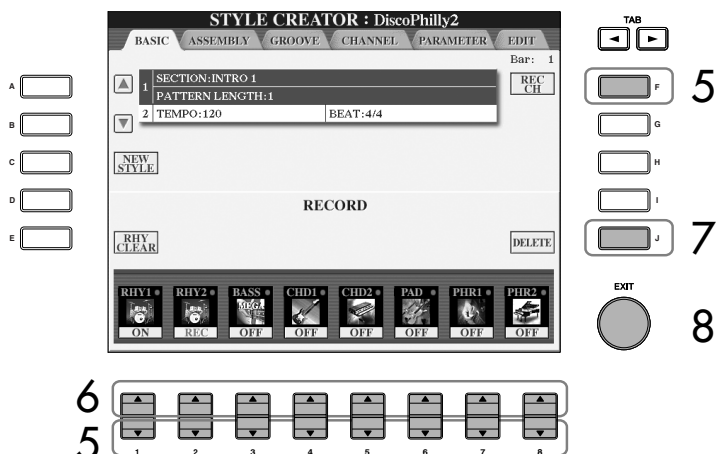 STYLE CREATOR : DiscoPhilly2
TAB
BASIC ASSEMBLY GROOVE CHANNEL PARAMETER EDIT
Bar: 1
1 SECTION:INTRO 1
PATTERN LENGTH:1
REC CH
2 TEMPO:120 BEAT:4/4
NEW STYLE
RECORD
RHY CLEAR
DELETE
A
B
C
D
E
F
G
H
I
J
5
7
EXIT
8
RHY1 RHY2 BASS CHD1 CHD2 PAD PHR1 PHR2
MEGA
ON REC OFF OFF OFF OFF OFF OFF
6
5
1 2 3 4 5 6 7 8